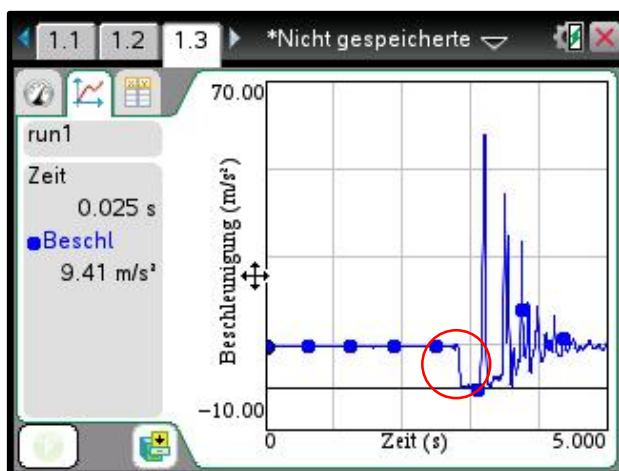 1.1 1.2 1.3 *Nicht gespeicherte
run1
Zeit
0.025 s
Beschl
9.41 m/s²
70.00
Beschleunigung (m/s²)
-10.00
0 Zeit (s) 5.000